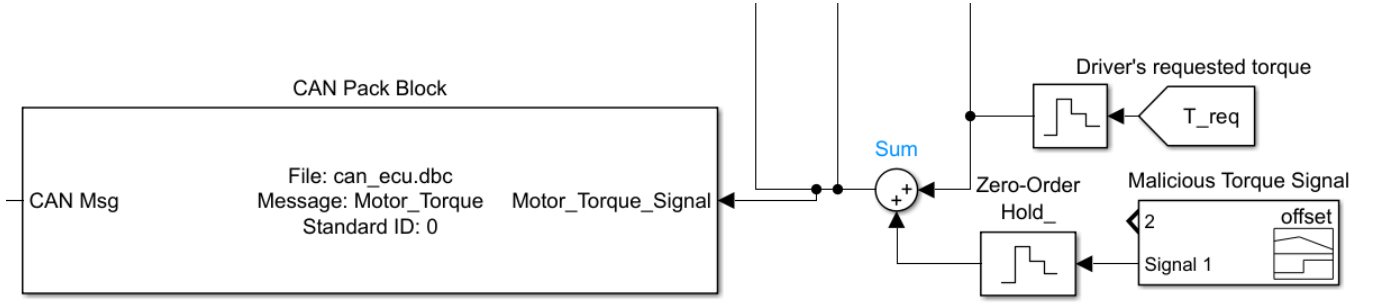 CAN Pack Block
CAN Msg
File: can_ecu.dbc
Message: Motor_Torque
Standard ID: 0
Motor_Torque_Signal
Sum
+
+
Driver's requested torque
T_req
Zero-Order
Hold_
Malicious Torque Signal
2
offset
Signal 1